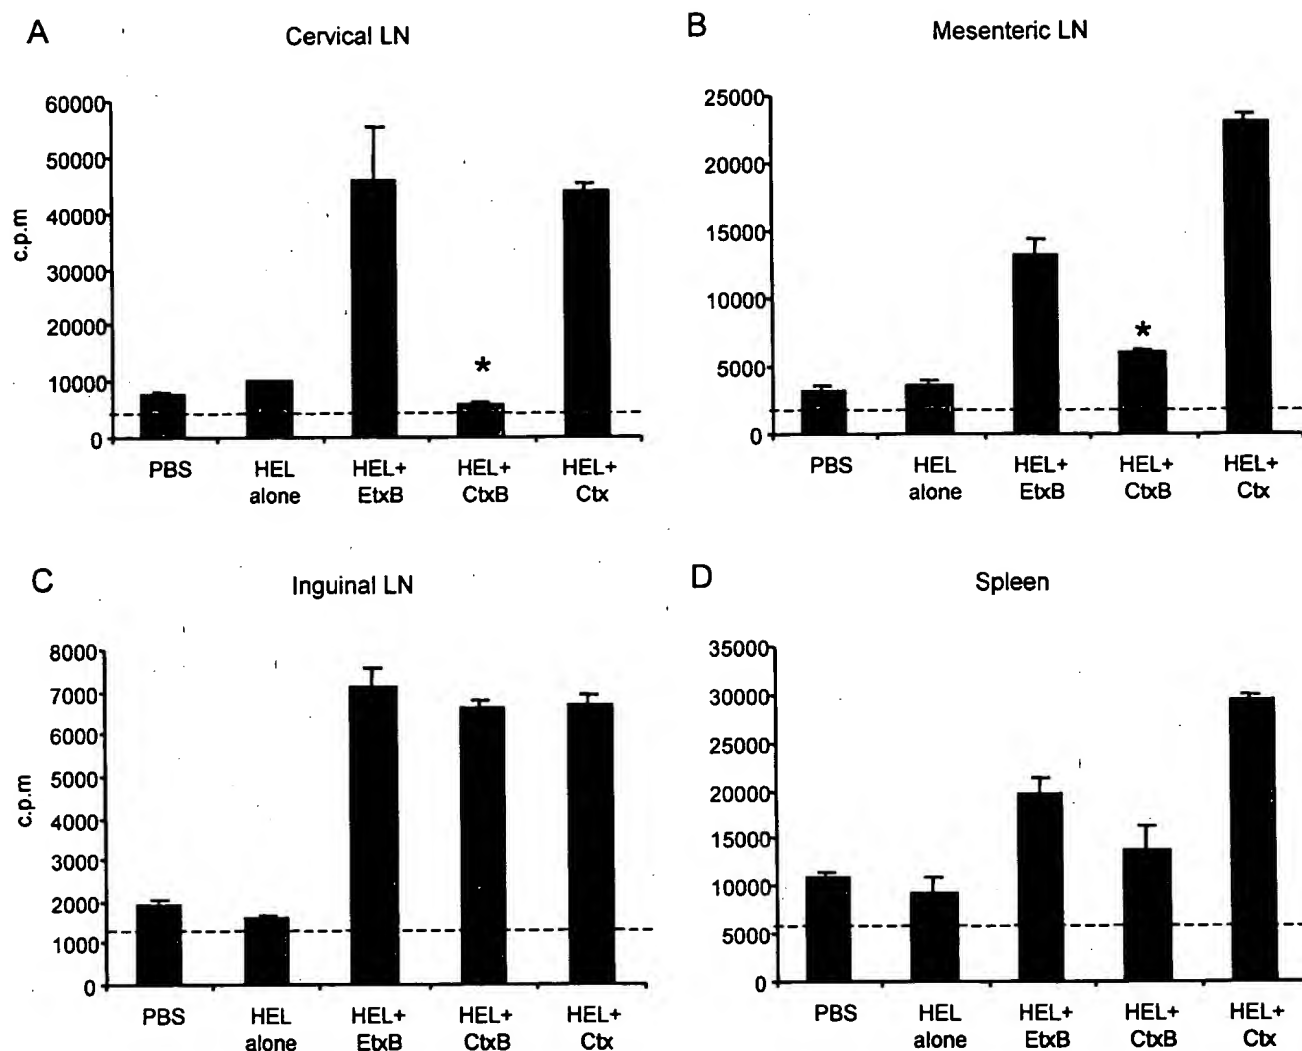 A
Cervical LN
c.p.m
60000
50000
40000
30000
20000
10000
0
*
PBS
HEL
alone
HEL+
EtxB
HEL+
CtxB
HEL+
Ctx
B
Mesenteric LN
25000
20000
15000
10000
5000
0
*
PBS
HEL
alone
HEL+
EtxB
HEL+
CtxB
HEL+
Ctx
C
Inguinal LN
c.p.m
8000
7000
6000
5000
4000
3000
2000
1000
0
PBS
HEL
alone
HEL+
EtxB
HEL+
CtxB
HEL+
Ctx
D
Spleen
35000
30000
25000
20000
15000
10000
5000
0
PBS
HEL
alone
HEL+
EtxB
HEL+
CtxB
HEL+
Ctx